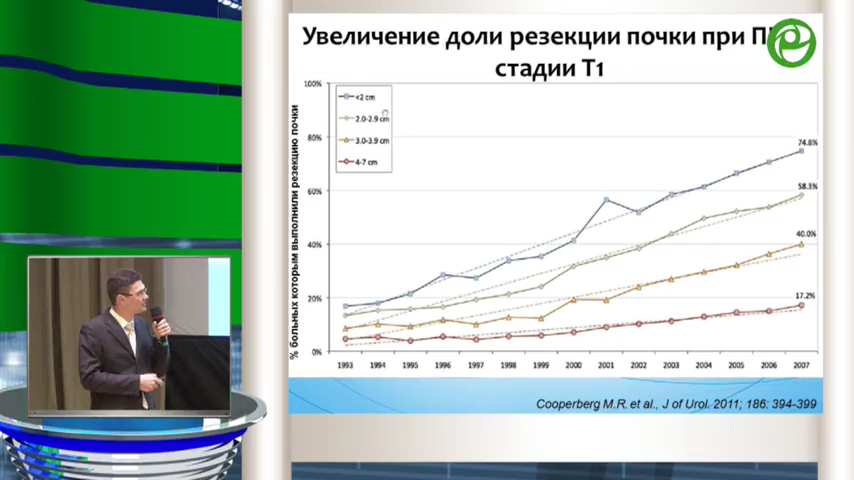 Увеличение доли резекции почки при П
стадии Т1
% больных которым выполнили резекцию почки
100%
80%
60%
40%
20%
0%
<2 cm
2.0-2.9 cm
3.0-3.9 cm
4-7 cm
74.8%
58.3%
40.0%
17.2%
1993 1994 1995 1996 1997 1998 1999 2000 2001 2002 2003 2004 2005 2006 2007
Cooperberg M.R. et al., J of Urol. 2011; 186: 394-399